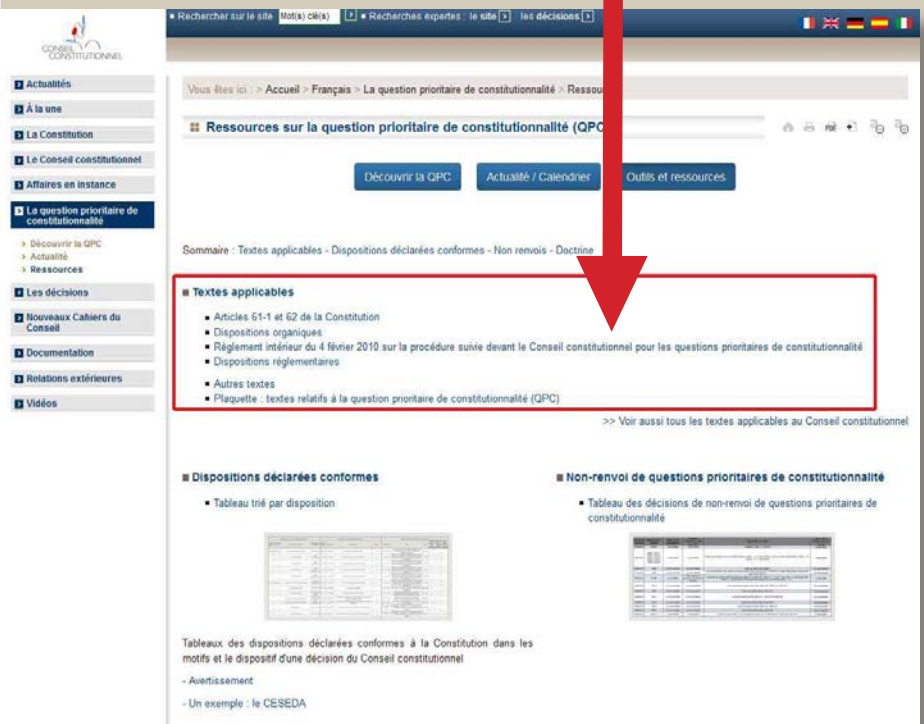 Rechercher sur le site Mot(s) clé(s) Recherches expertes : le site les décisions
CONSEIL
CONSTITUTIONNEL
Actualités
À la une
La Constitution
Le Conseil constitutionnel
Affaires en instance
La question prioritaire de
constitutionnalité
Découvrir la QPC
Actualité
Ressources
Les décisions
Nouveaux Cahiers du
Conseil
Documentation
Relations extérieures
Vidéos
Vous êtes ici : > Accueil > Français > La question prioritaire de constitutionnalité > Ressou
Ressources sur la question prioritaire de constitutionnalité (QPC
Découvrir la QPC Actualité / Calendrier Outils et ressources
Sommaire : Textes applicables - Dispositions déclarées conformes - Non renvois - Doctrine
Textes applicables
Articles 61-1 et 62 de la Constitution
Dispositions organiques
Règlement intérieur du 4 février 2010 sur la procédure suivie devant le Conseil constitutionnel pour les questions prioritaires de constitutionnalité
Dispositions réglementaires
Autres textes
Plaquette : textes relatifs à la question prioritaire de constitutionnalité (QPC)
>> Voir aussi tous les textes applicables au Conseil constitutionnel
Dispositions déclarées conformes
Tableau trié par disposition
Tableaux des dispositions déclarées conformes à la Constitution dans les
motifs et le dispositif d'une décision du Conseil constitutionnel
- Avertissement
- Un exemple : le CESEDA
Non-renvoi de questions prioritaires de constitutionnalité
Tableau des décisions de non-renvoi de questions prioritaires de
constitutionnalité